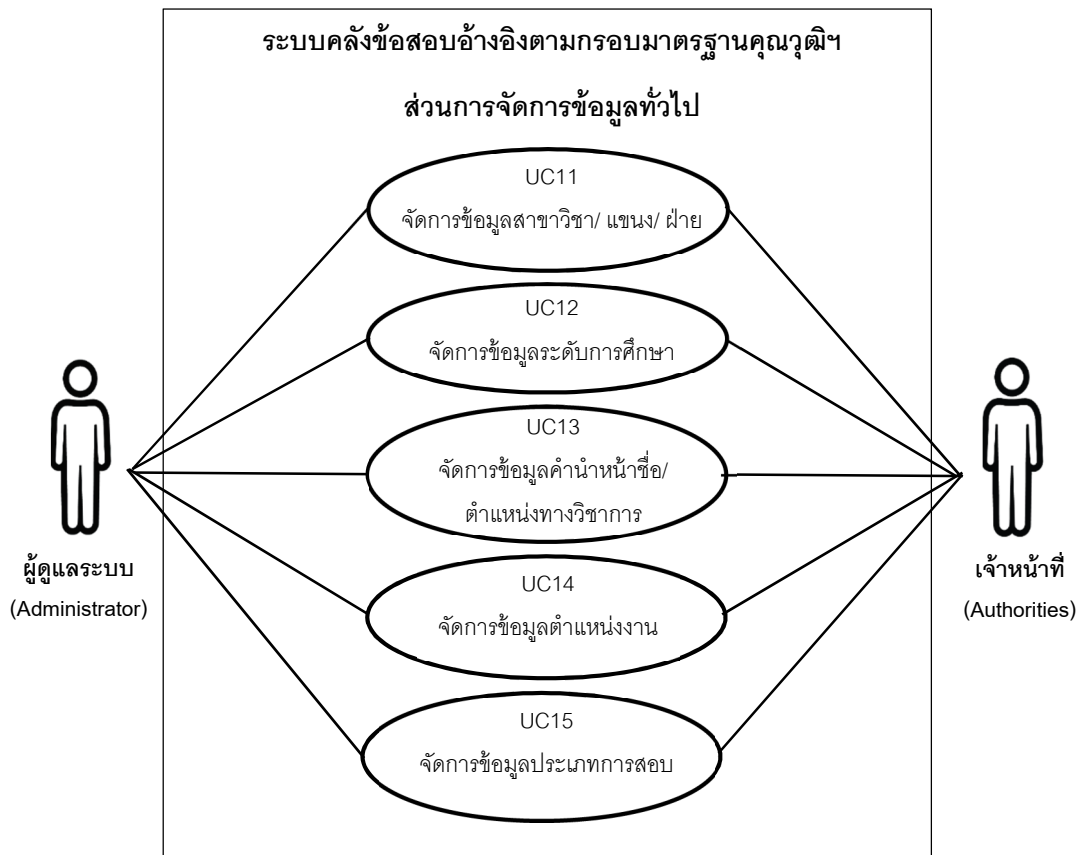 ระบบคลังข้อสอบอ้างอิงตามกรอบมาตรฐานคุณวุฒิฯ
ส่วนการจัดการข้อมูลทั่วไป
UC11
จัดการข้อมูลสาขาวิชา/ แขนง/ ฝ่าย
UC12
จัดการข้อมูลระดับการศึกษา
UC13
จัดการข้อมูลคำนำหน้าชื่อ/
ตำแหน่งทางวิชาการ
UC14
จัดการข้อมูลตำแหน่งงาน
UC15
จัดการข้อมูลประเภทการสอบ
ผู้ดูแลระบบ
(Administrator)
เจ้าหน้าที่
(Authorities)